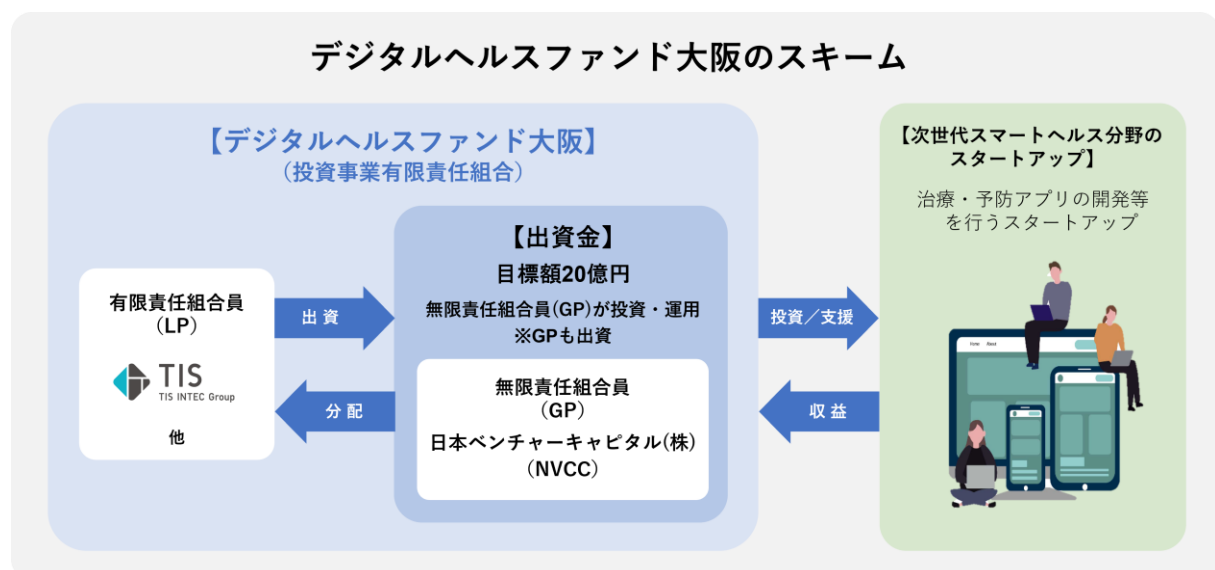 デジタルヘルスファンド大阪のスキーム
【デジタルヘルスファンド大阪】
（投資事業有限責任組合）
有限責任組合員
(LP)
TIS
TIS INTEC Group
他
出資
分配
【出資金】
目標額20億円
無限責任組合員(GP)が投資・運用
※GPも出資
無限責任組合員
(GP)
日本ベンチャーキャピタル(株)
(NVCC)
投資／支援
収益
【次世代スマートヘルス分野の
スタートアップ】
治療・予防アプリの開発等
を行うスタートアップ